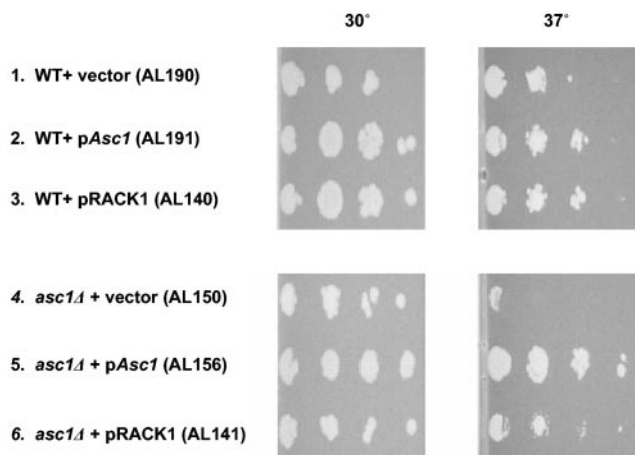 30° 37°
1. WT+ vector (AL190)
2. WT+ pAsc1 (AL191)
3. WT+ pRACK1 (AL140)
4. asc1Δ + vector (AL150)
5. asc1Δ + pAsc1 (AL156)
6. asc1Δ + pRACK1 (AL141)